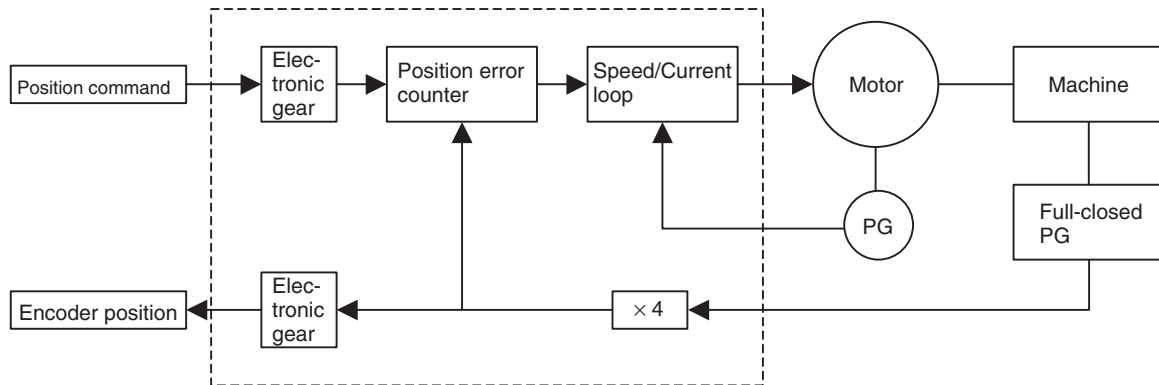 Position command
Elec-
tronic
gear
Position error
counter
Speed/Current
loop
Motor
Machine
PG
Full-closed
PG
Encoder position
Elec-
tronic
gear
× 4